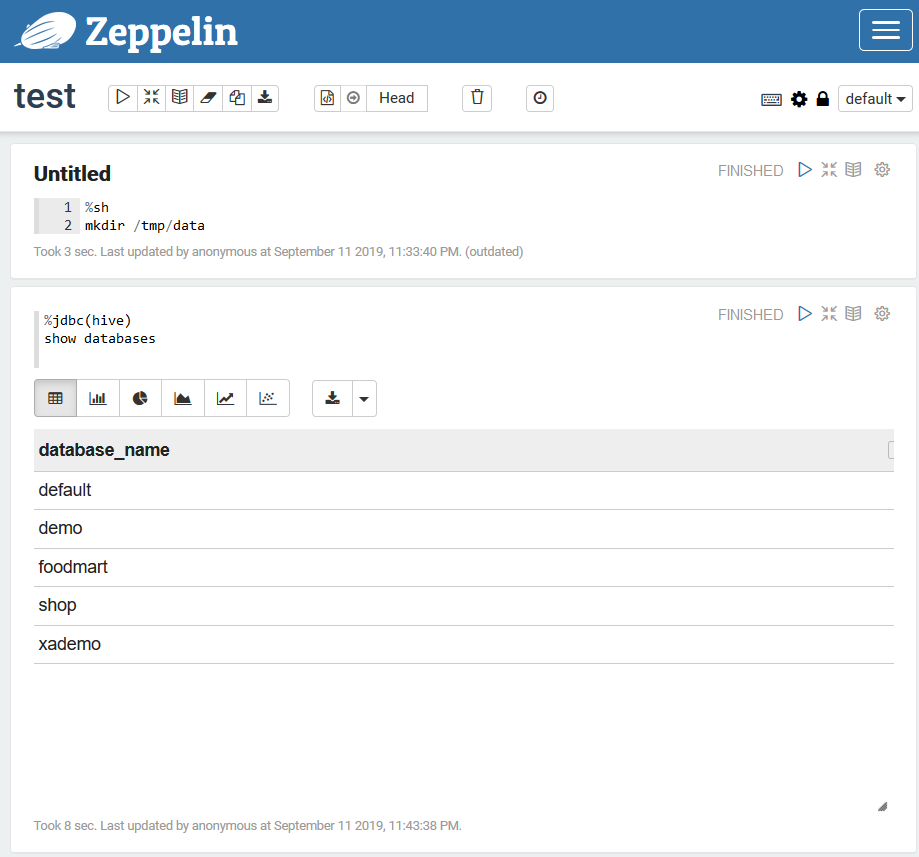 Zeppelin
test
Head
default
Untitled
FINISHED
1 %sh
2 mkdir /tmp/data
Took 3 sec. Last updated by anonymous at September 11 2019, 11:33:40 PM. (outdated)
FINISHED
%jdbc(hive)
show databases
database_name
default
demo
foodmart
shop
xademo
Took 8 sec. Last updated by anonymous at September 11 2019, 11:43:38 PM.